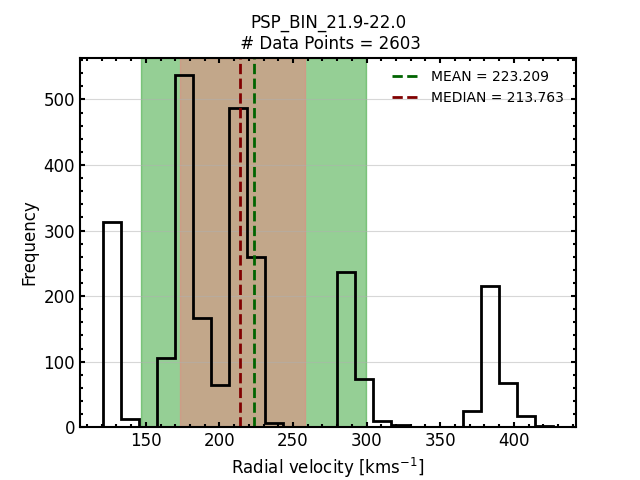 PSP_BIN_21.9-22.0
# Data Points = 2603
MEAN = 223.209
MEDIAN = 213.763
Frequency
500
400
300
200
100
0
150 200 250 300 350 400
Radial velocity [kms⁻¹]